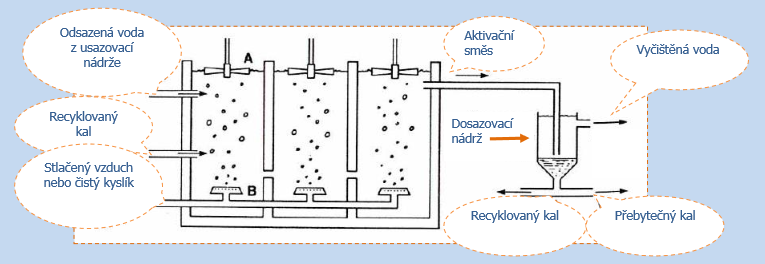 Odsazená voda
z usazovací
nádrže
Recyklovaný
kal
Stlačený vzduch
nebo čistý kyslík
A
B
Aktivační
směs
Vyčištěná voda
Dosazovací
nádrž
Recyklovaný kal
Přebytečný kal